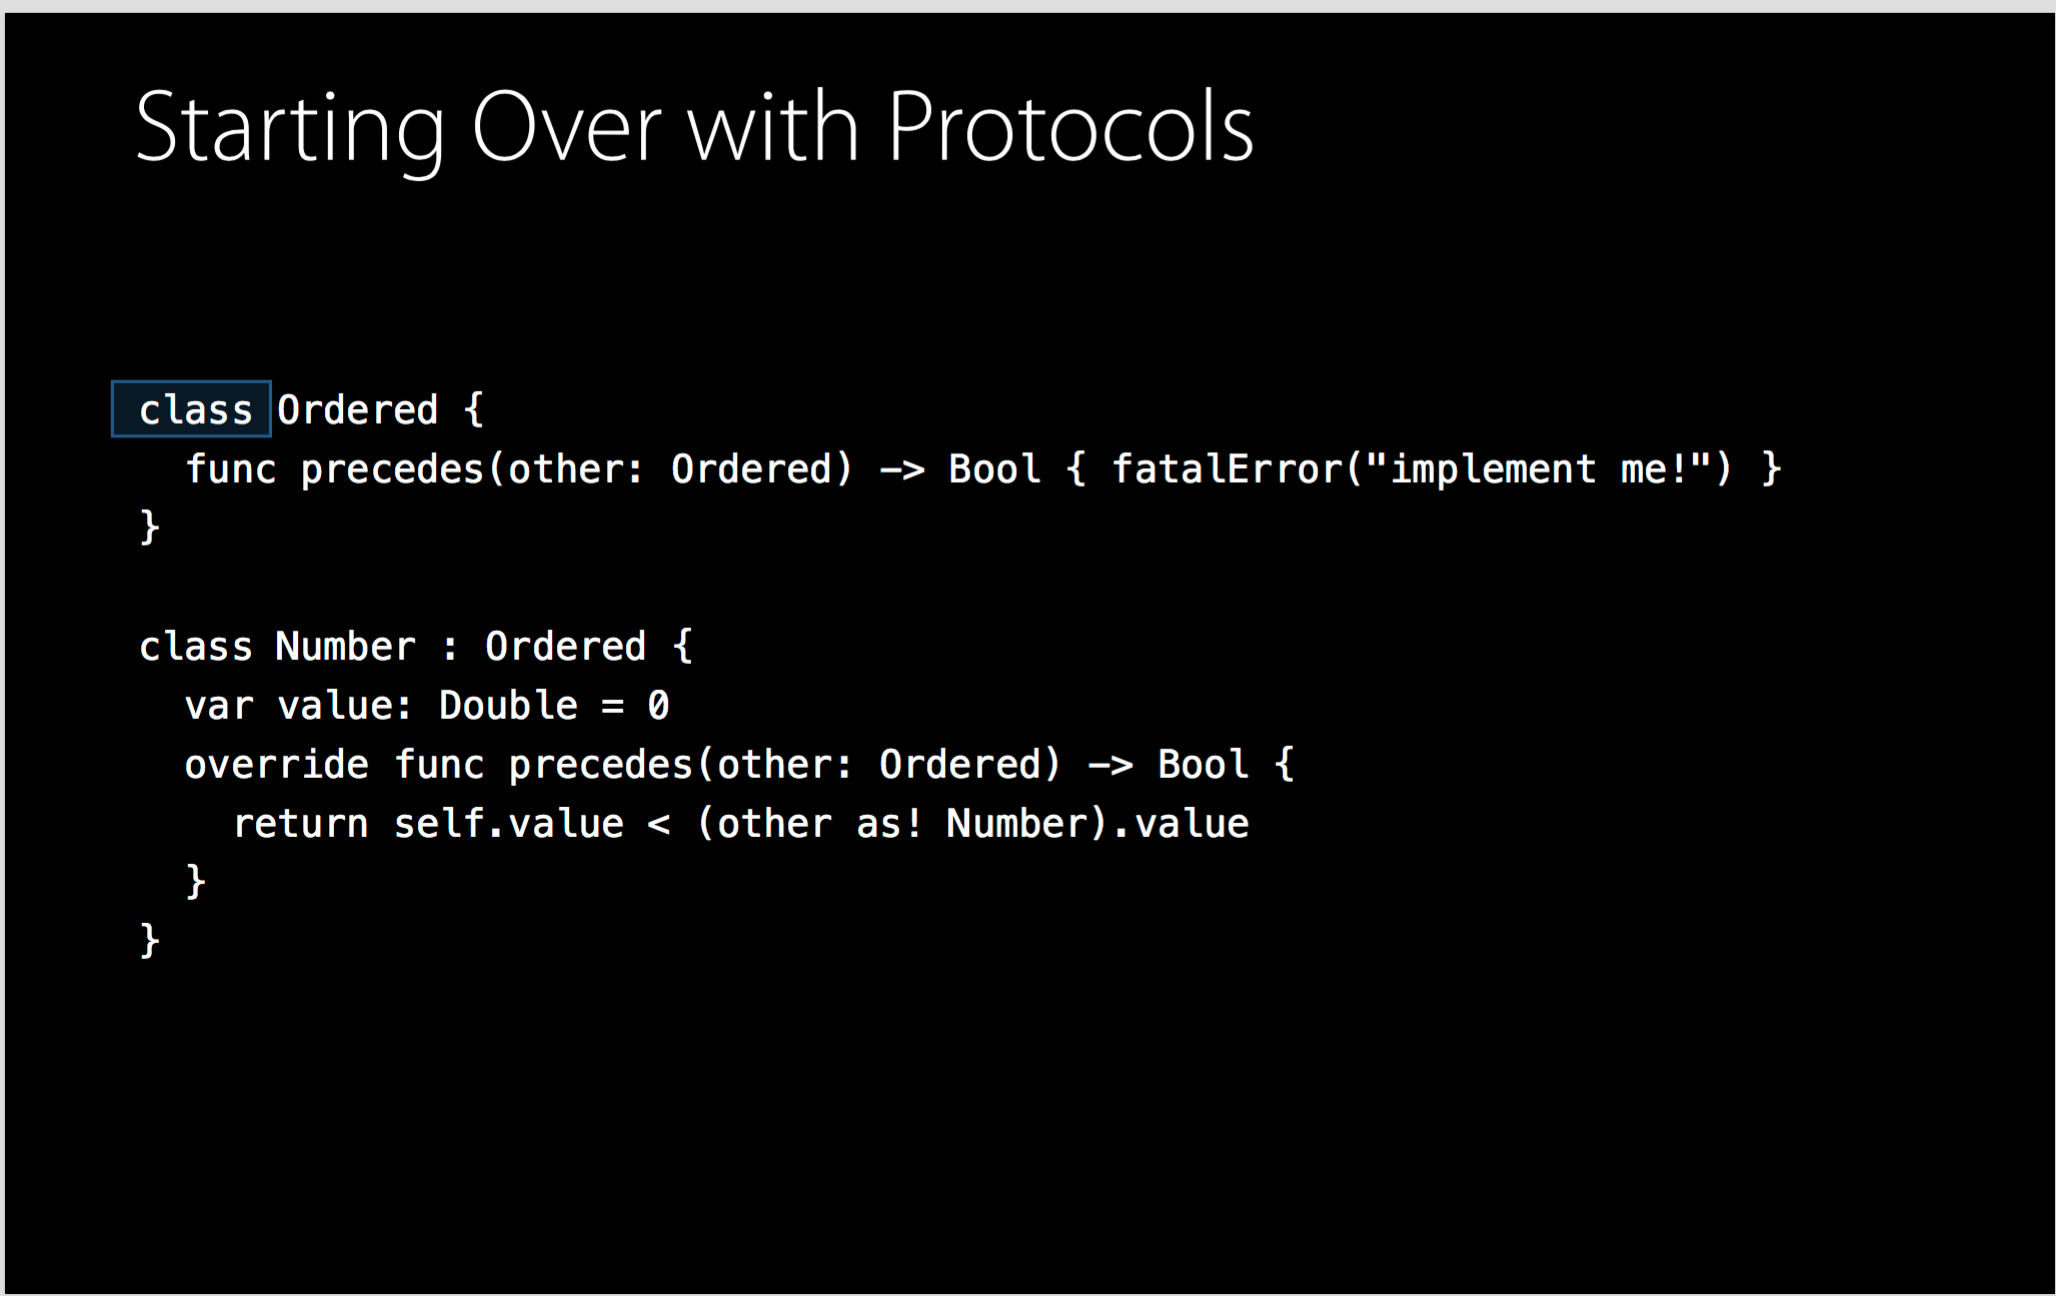 Starting Over with Protocols
class Ordered {
  func precedes(other: Ordered) -> Bool { fatalError("implement me!") }
}
class Number : Ordered {
  var value: Double = 0
  override func precedes(other: Ordered) -> Bool {
    return self.value < (other as! Number).value
  }
}